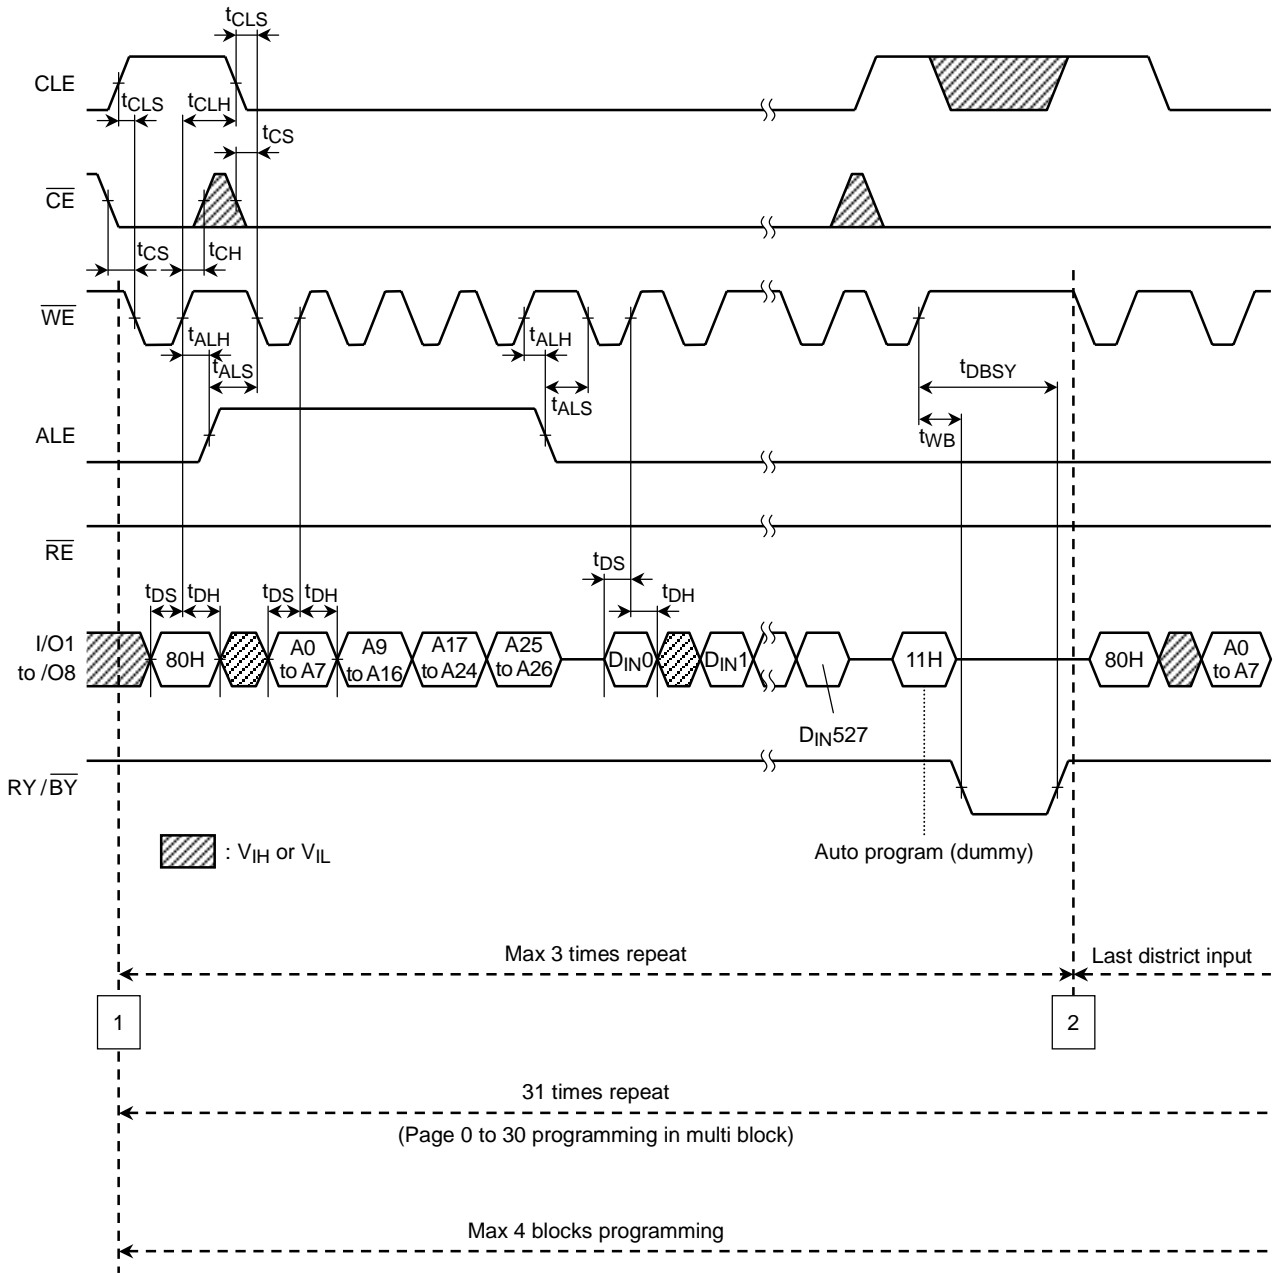 tCLS
CLE
tCLS
tCLH
tCS
CE
tCS
tCH
WE
tALH
tALS
tALH
tALS
tDBSY
tWB
ALE
RE
tDS
tDH
tDS
tDH
tDS
tDH
I/O1
to /O8
80H
A0
to A7
A9
to A16
A17
to A24
A25
to A26
DIN0
DIN1
DIN527
11H
80H
A0
to A7
RY/BY
: VIH or VIL
Auto program (dummy)
Max 3 times repeat
Last district input
1
2
31 times repeat
(Page 0 to 30 programming in multi block)
Max 4 blocks programming